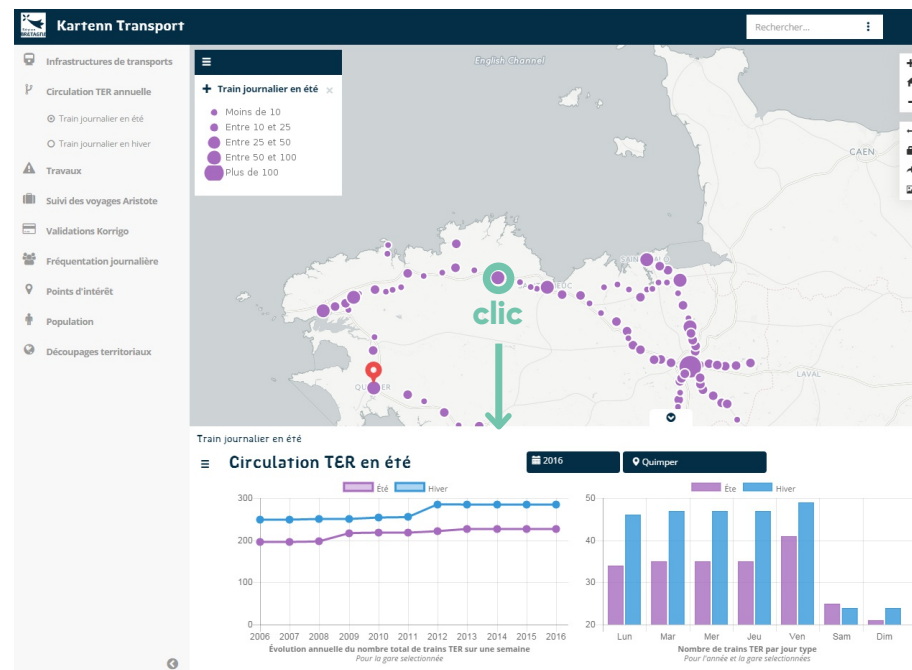 Kartenn Transport
Rechercher...
BRETAGNE
Infrastructures de transports
Circulation TER annuelle
Train journalier en été
Train journalier en hiver
Travaux
Suivi des voyages Aristote
Validations Korrigo
Fréquentation journalière
Points d'intérêt
Population
Découpages territoriaux
Train journalier en été
Moins de 10
Entre 10 et 25
Entre 25 et 50
Entre 50 et 100
Plus de 100
English Channel
CAEN
LAVAL
clic
Train journalier en été
Circulation TER en été
2016
Quimper
Été
Hiver
300
200
100
0
2006 2007 2008 2009 2010 2011 2012 2013 2014 2015 2016
Évolution annuelle du nombre total de trains TER sur une semaine
Pour la gare selectionnée
Éte
Hiver
50
40
30
20
Lun Mar Mer Jeu Ven Sam Dim
Nombre de trains TER par jour type
Pour l'année et la gare selectionnées